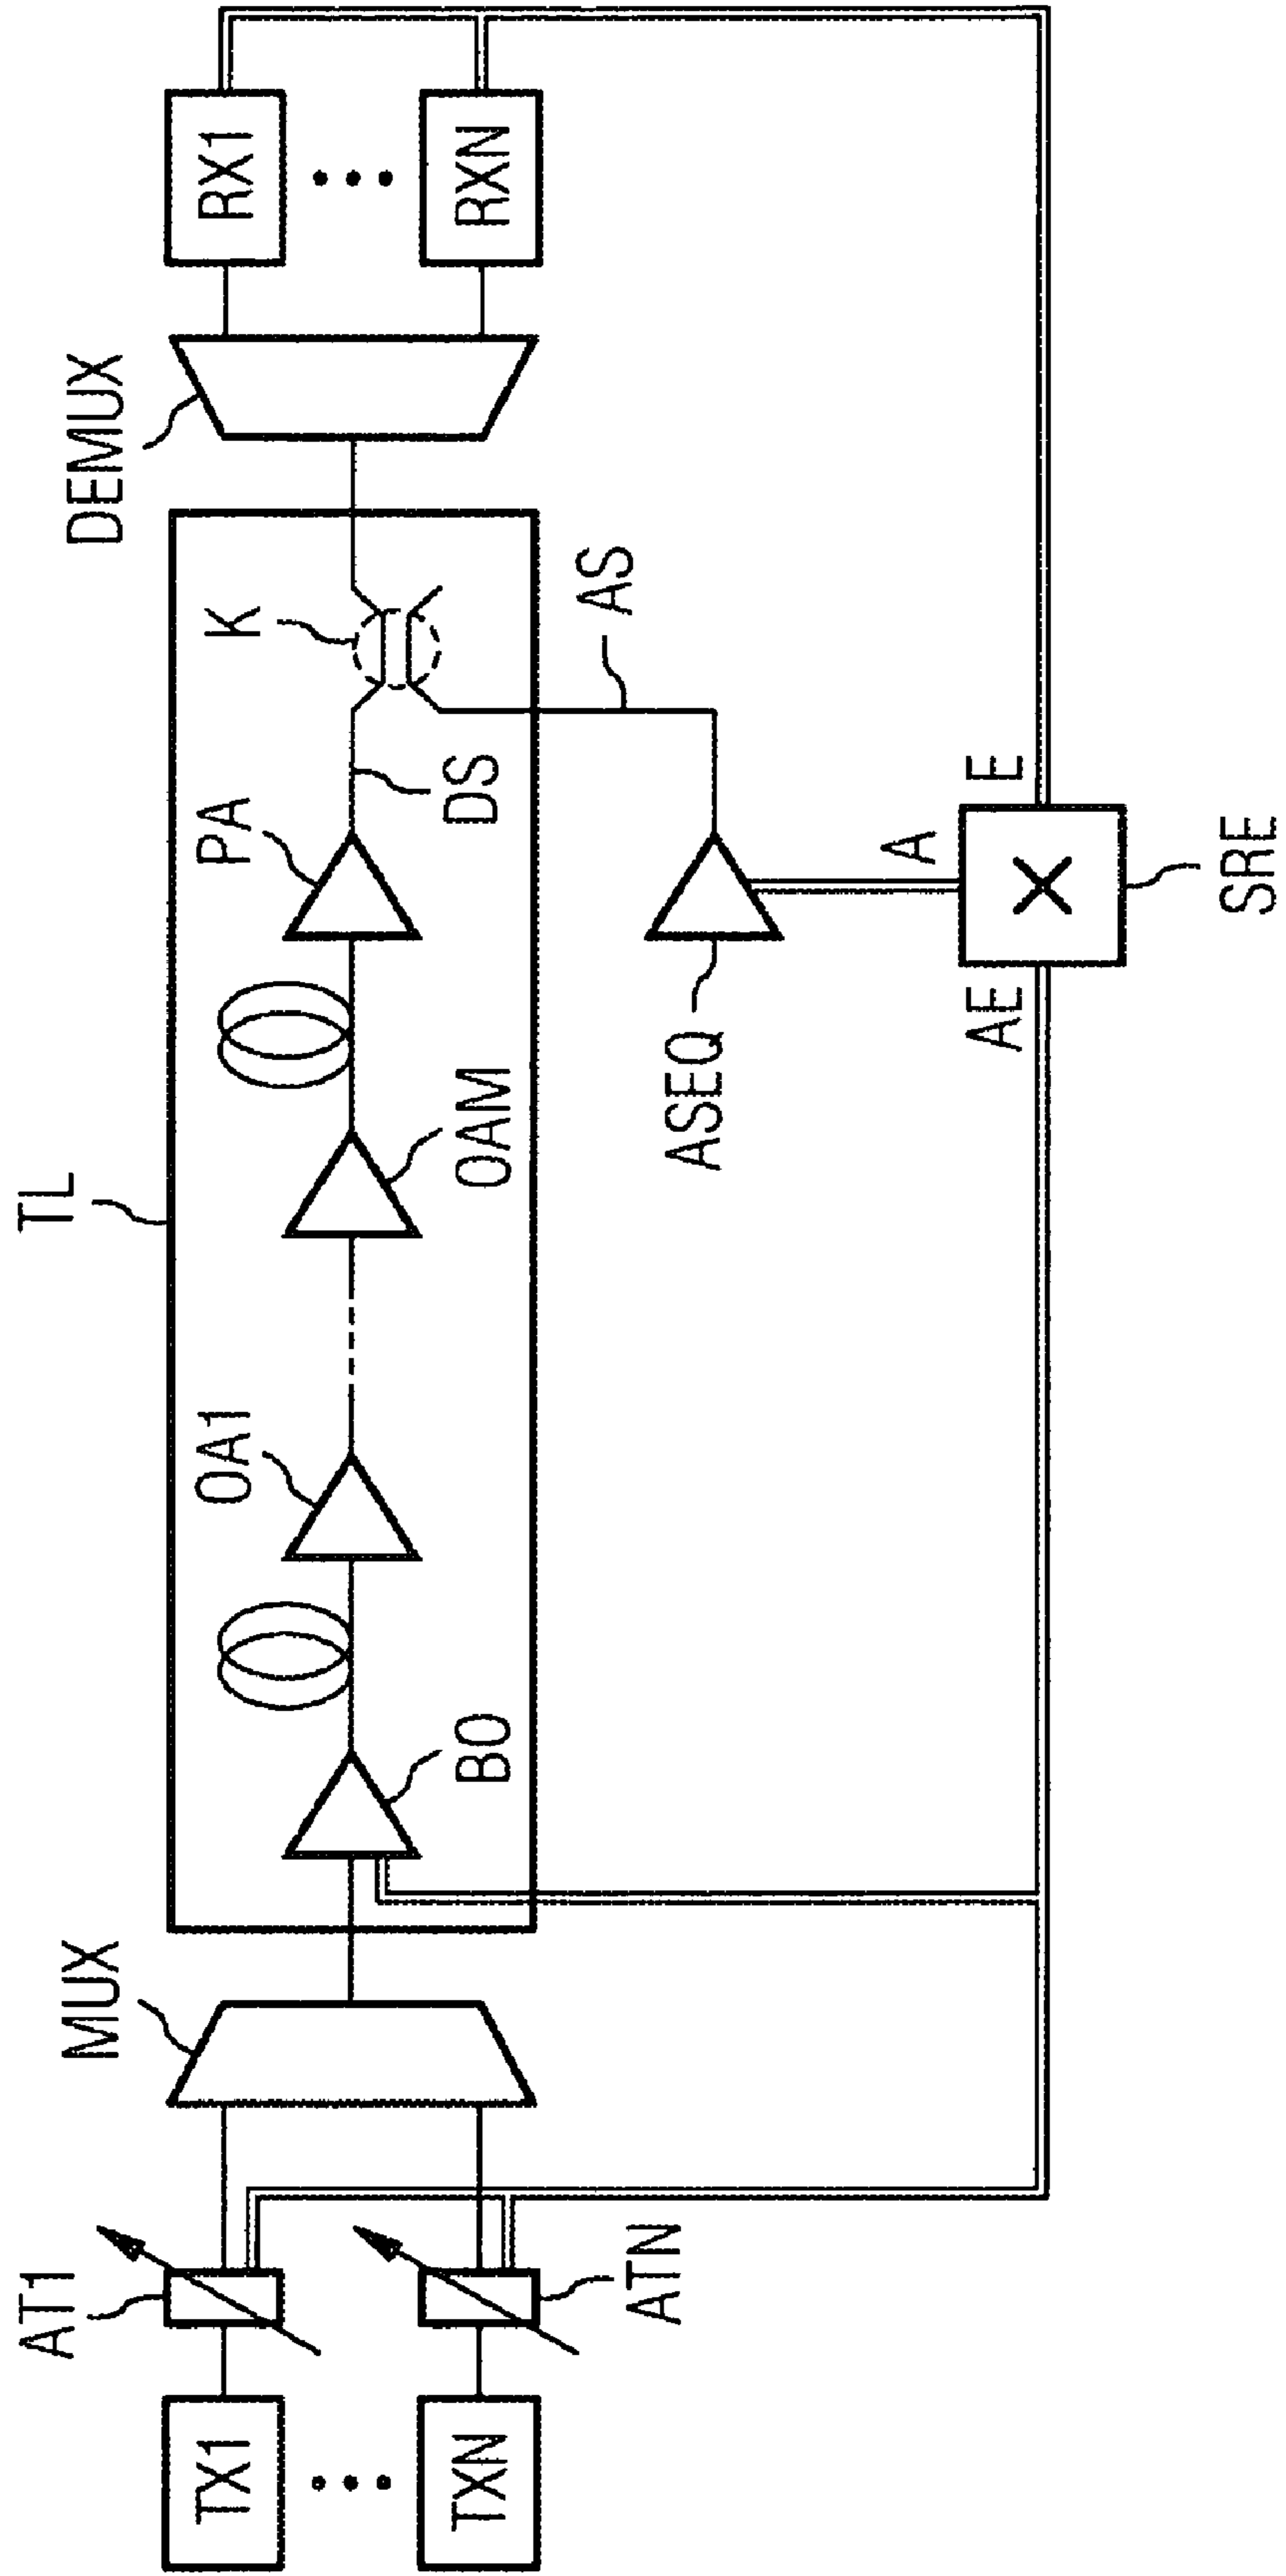 TL
AT1
MUX
OA1
PA
K
DEMUX
TX1
RX1
TXN
ATN
BO
OAM
DS
RXN
AS
ASEQ
A
AE
E
X
SRE